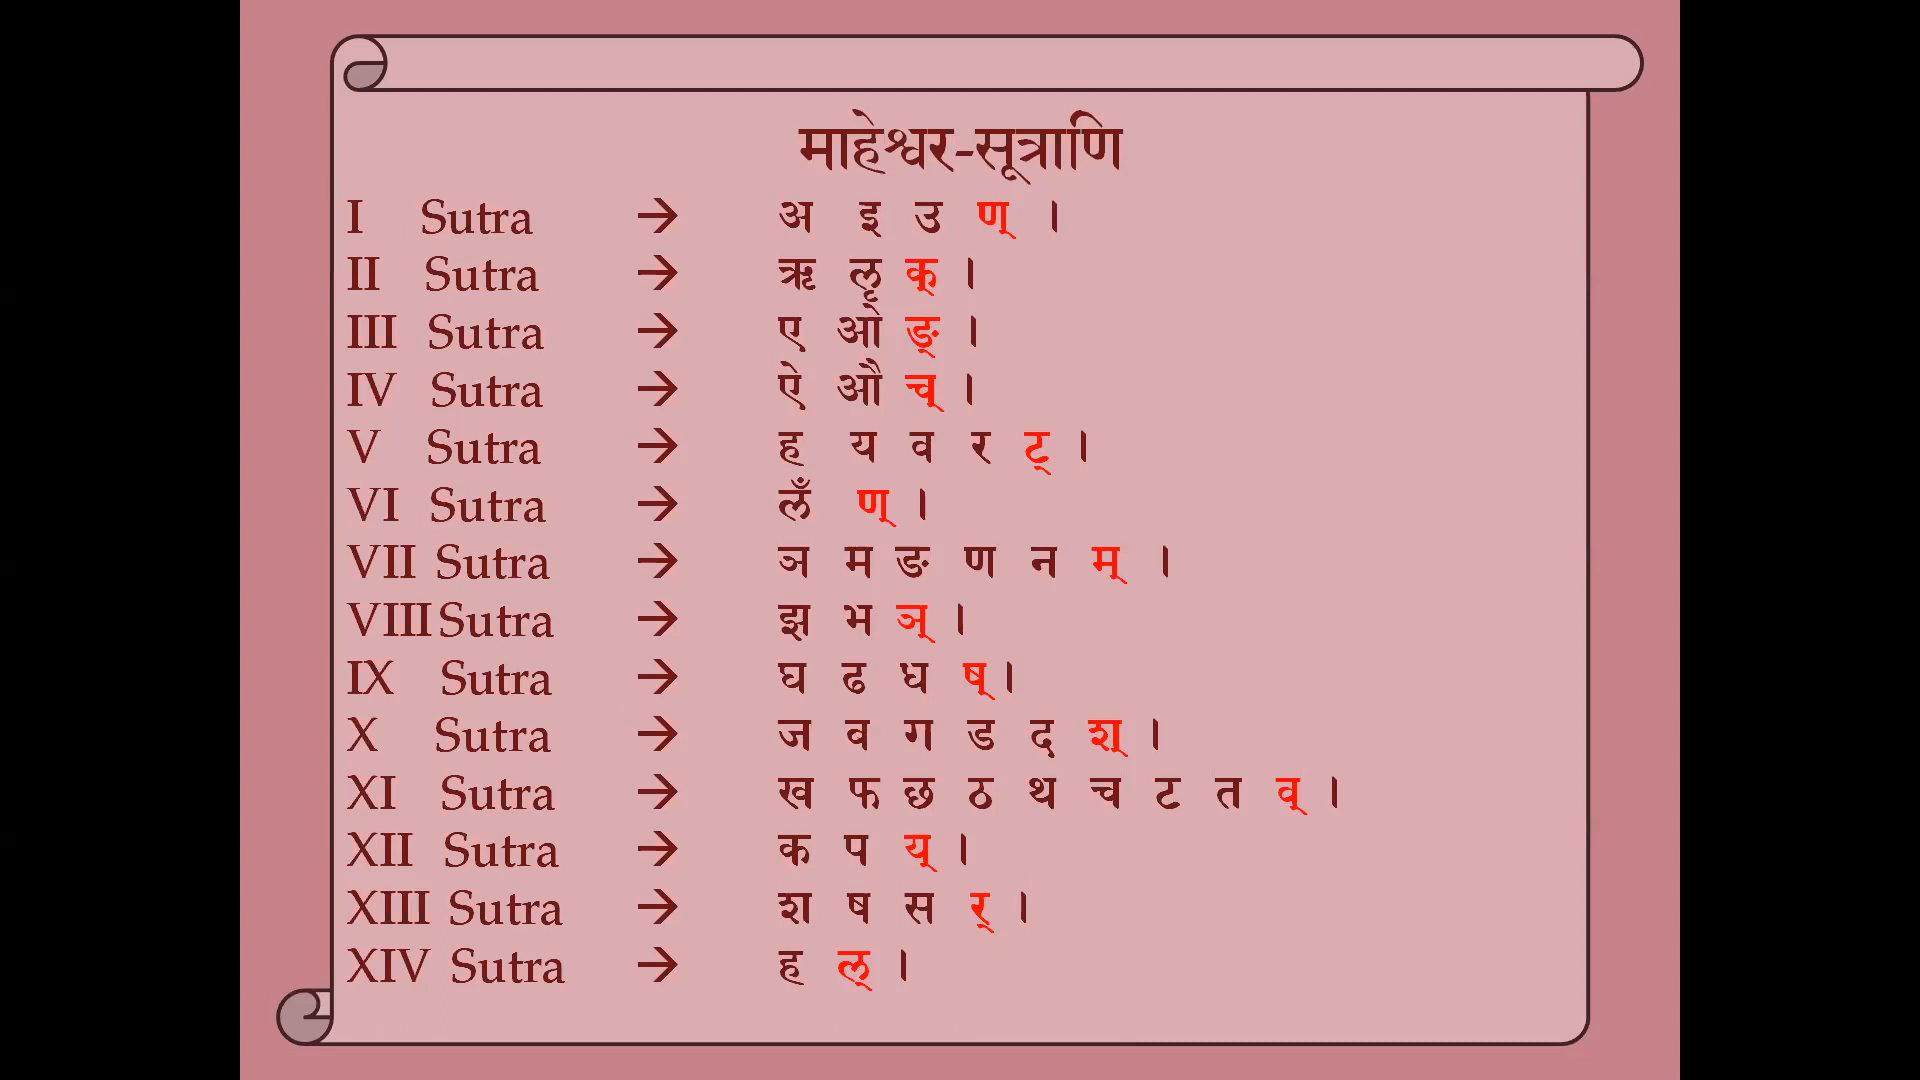 माहेश्वर-सूत्राणि
I Sutra → अ इ उ ण् ।
II Sutra → ऋ ऌ क् ।
III Sutra → ए ओ ङ् ।
IV Sutra → ऐ औ च् ।
V Sutra → ह य व र ट् ।
VI Sutra → लँ ण् ।
VII Sutra → ञ म ङ ण न म् ।
VIII Sutra → झ भ ञ् ।
IX Sutra → घ ढ ध ष् ।
X Sutra → ज व ग ड द श् ।
XI Sutra → ख फ छ ठ थ च ट त व् ।
XII Sutra → क प य् ।
XIII Sutra → श ष स र् ।
XIV Sutra → ह ल् ।